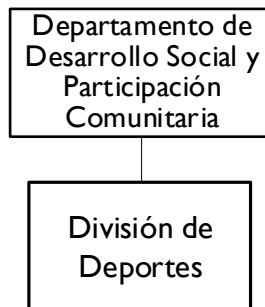 Departamento de
Desarrollo Social y
Participación
Comunitaria
División de
Deportes